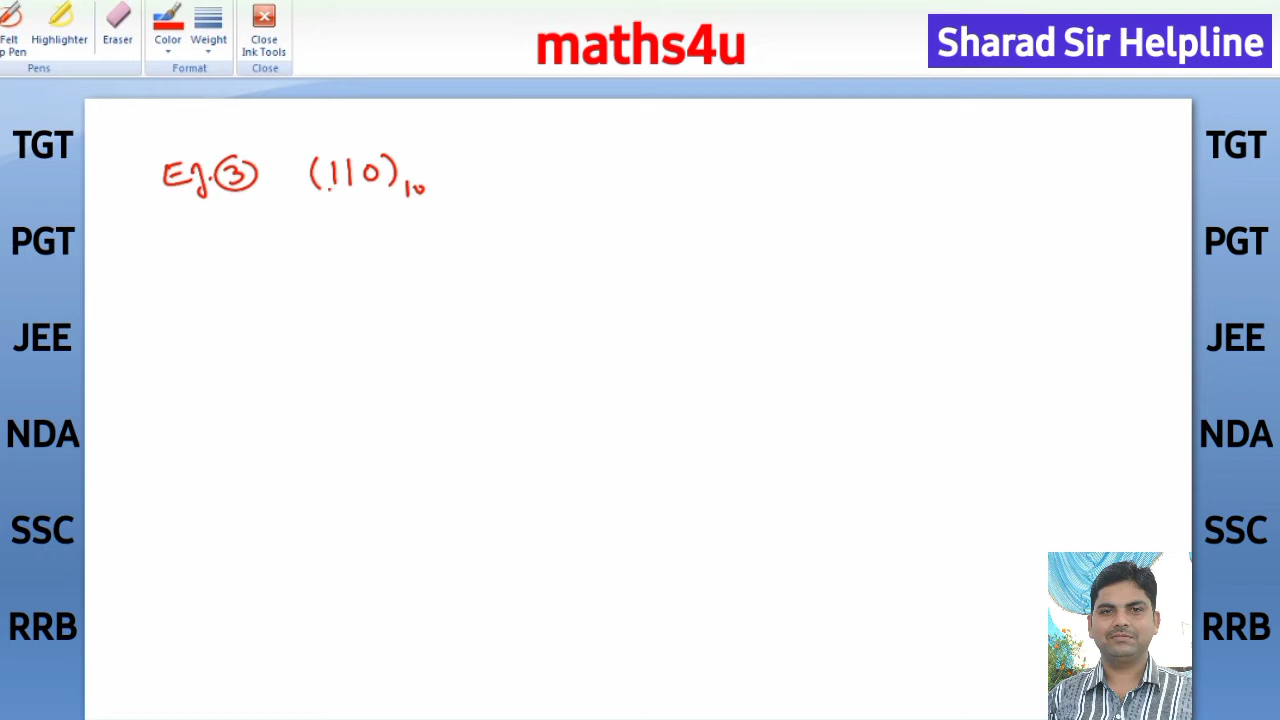 Felt
p Pen
Highlighter
Eraser
Pens
Color
Weight
Format
Close
Ink Tools
Close
maths4u
Sharad Sir Helpline
Eg. 3 (110)10
TGT
PGT
JEE
NDA
SSC
RRB
TGT
PGT
JEE
NDA
SSC
RRB